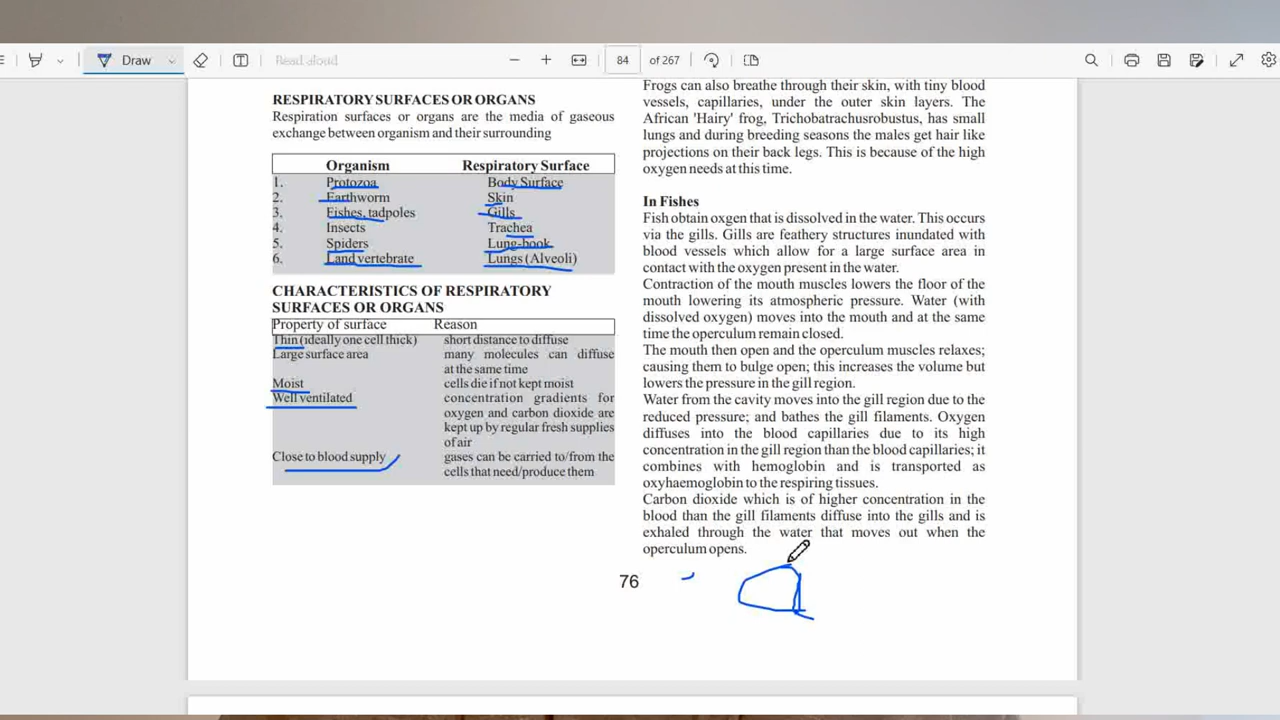 Draw
Read aloud
84
of 267
RESPIRATORY SURFACES OR ORGANS
Respiration surfaces or organs are the media of gaseous
exchange between organism and their surrounding
Organism Respiratory Surface
1. Protozoa Body Surface
2. Earthworm Skin
3. Fishes, tadpoles Gills
4. Insects Trachea
5. Spiders Lung-book
6. Land vertebrate Lungs (Alveoli)
CHARACTERISTICS OF RESPIRATORY
SURFACES OR ORGANS
Property of surface Reason
Thin (ideally one cell thick) short distance to diffuse
Large surface area many molecules can diffuse
at the same time
Moist cells die if not kept moist
Well ventilated concentration gradients for
oxygen and carbon dioxide are
kept up by regular fresh supplies
of air
Close to blood supply gases can be carried to/from the
cells that need/produce them
76
Frogs can also breathe through their skin, with tiny blood
vessels, capillaries, under the outer skin layers. The
African 'Hairy' frog, Trichobatrachusrobustus, has small
lungs and during breeding seasons the males get hair like
projections on their back legs. This is because of the high
oxygen needs at this time.
In Fishes
Fish obtain oxgen that is dissolved in the water. This occurs
via the gills. Gills are feathery structures inundated with
blood vessels which allow for a large surface area in
contact with the oxygen present in the water.
Contraction of the mouth muscles lowers the floor of the
mouth lowering its atmospheric pressure. Water (with
dissolved oxygen) moves into the mouth and at the same
time the operculum remain closed.
The mouth then open and the operculum muscles relaxes;
causing them to bulge open; this increases the volume but
lowers the pressure in the gill region.
Water from the cavity moves into the gill region due to the
reduced pressure; and bathes the gill filaments. Oxygen
diffuses into the blood capillaries due to its high
concentration in the gill region than the blood capillaries; it
combines with hemoglobin and is transported as
oxyhaemoglobin to the respiring tissues.
Carbon dioxide which is of higher concentration in the
blood than the gill filaments diffuse into the gills and is
exhaled through the water that moves out when the
operculum opens.